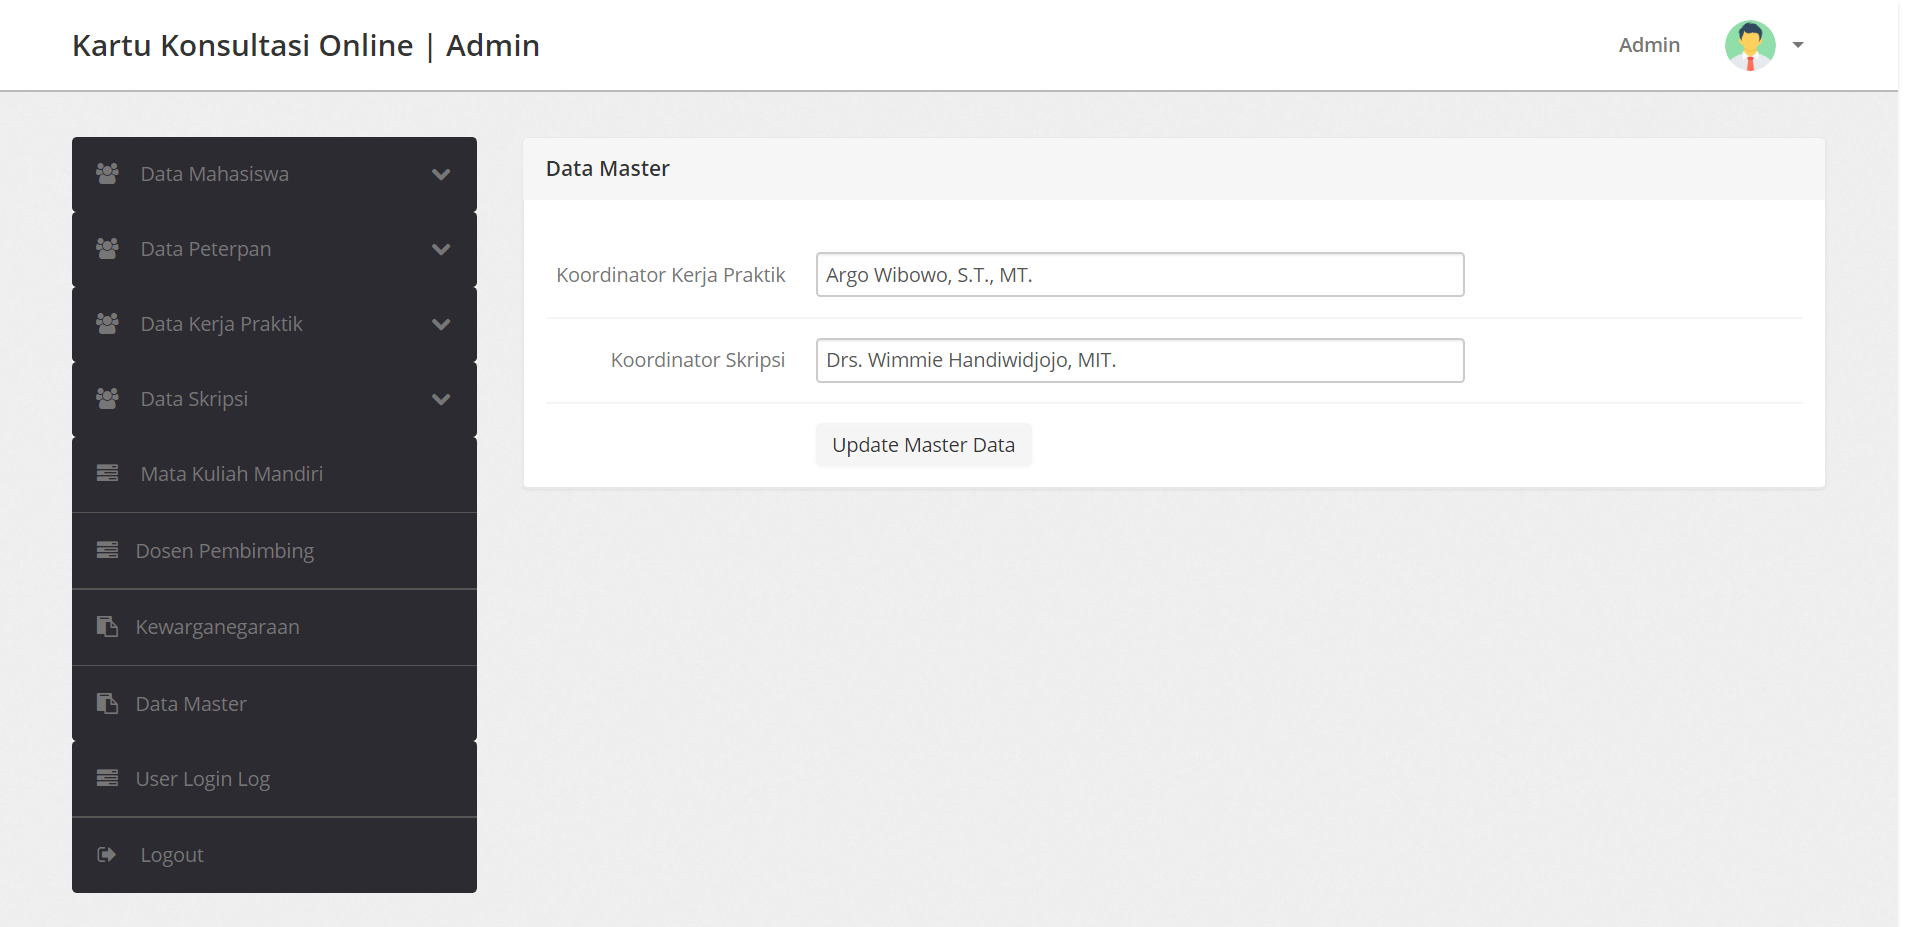 Kartu Konsultasi Online | Admin
Admin
Data Mahasiswa
Data Peterpan
Data Kerja Praktik
Data Skripsi
Mata Kuliah Mandiri
Dosen Pembimbing
Kewarganegaraan
Data Master
User Login Log
Logout
Data Master
Koordinator Kerja Praktik Argo Wibowo, S.T., MT.
Koordinator Skripsi Drs. Wimmie Handiwidjojo, MIT.
Update Master Data